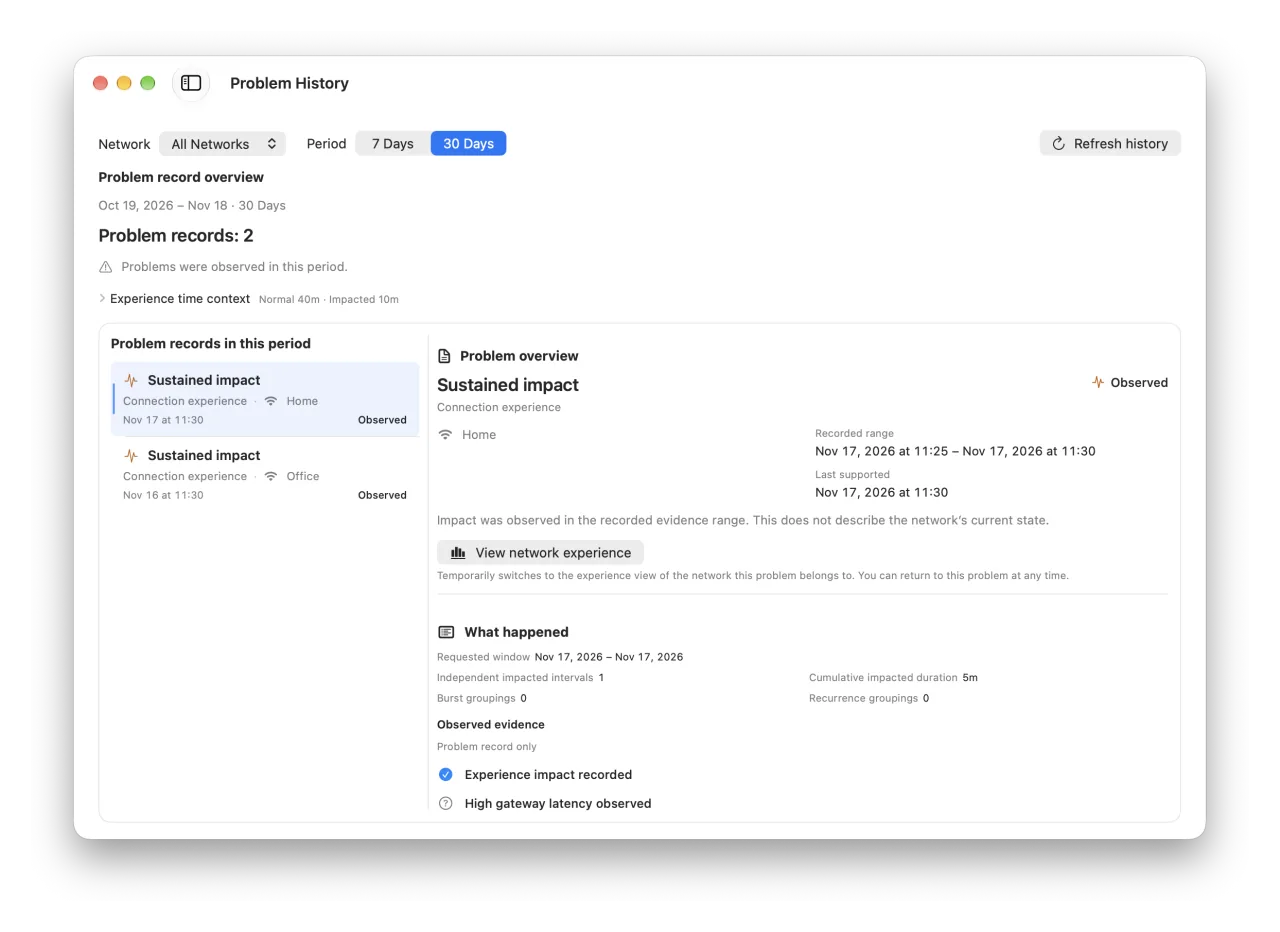 Problem History
Network All Networks Period 7 Days 30 Days Refresh history
Problem record overview
Oct 19, 2026 – Nov 18 · 30 Days
Problem records: 2
Problems were observed in this period.
Experience time context Normal 40m · Impacted 10m
Problem records in this period
Sustained impact
Connection experience · Home
Nov 17 at 11:30 Observed
Sustained impact
Connection experience · Office
Nov 16 at 11:30 Observed
Problem overview
Sustained impact Observed
Connection experience
Home
Recorded range
Nov 17, 2026 at 11:25 – Nov 17, 2026 at 11:30
Last supported
Nov 17, 2026 at 11:30
Impact was observed in the recorded evidence range. This does not describe the network's current state.
View network experience
Temporarily switches to the experience view of the network this problem belongs to. You can return to this problem at any time.
What happened
Requested window Nov 17, 2026 – Nov 17, 2026
Independent impacted intervals 1 Cumulative impacted duration 5m
Burst groupings 0 Recurrence groupings 0
Observed evidence
Problem record only
Experience impact recorded
High gateway latency observed